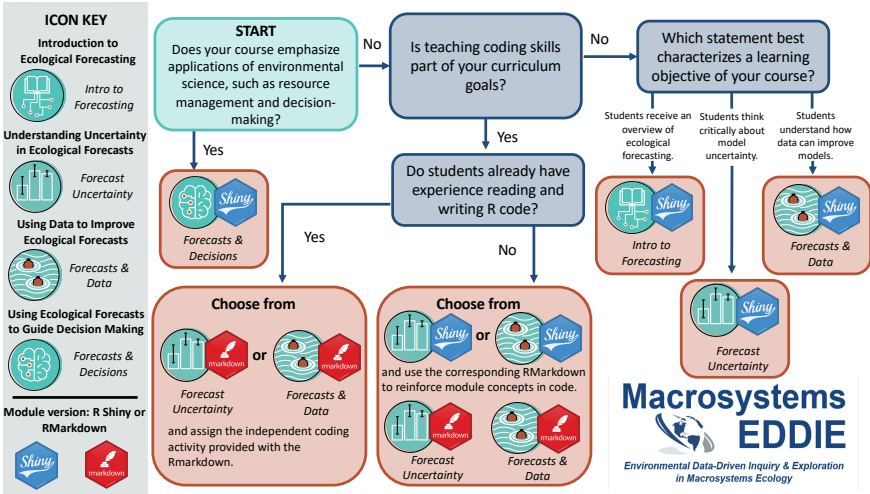 ICON KEY
Introduction to
Ecological Forecasting
Intro to
Forecasting
Understanding Uncertainty
in Ecological Forecasts
Forecast
Uncertainty
Using Data to Improve
Ecological Forecasts
Forecasts &
Data
Using Ecological Forecasts
to Guide Decision Making
Forecasts &
Decisions
Module version: R Shiny or
RMarkdown
Shiny
rmarkdown
START
Does your course emphasize
applications of environmental
science, such as resource
management and decision-
making?
No
Is teaching coding skills
part of your curriculum
goals?
No
Which statement best
characterizes a learning
objective of your course?
Yes
Shiny
Forecasts &
Decisions
Yes
Do students already have
experience reading and
writing R code?
Students receive an
overview of
ecological
forecasting.
Students think
critically about
model
uncertainty.
Students
understand how
data can improve
models.
Shiny
Intro to
Forecasting
Shiny
Forecasts &
Data
Shiny
Forecast
Uncertainty
Yes
No
Choose from
rmarkdown
or
rmarkdown
Forecast
Uncertainty
Forecasts &
Data
and assign the independent coding
activity provided with the
Rmarkdown.
Choose from
Shiny
or
Shiny
and use the corresponding RMarkdown
to reinforce module concepts in code.
rmarkdown
rmarkdown
Forecast
Uncertainty
Forecasts &
Data
Macrosystems
EDDIE
Environmental Data-Driven Inquiry & Exploration
in Macrosystems Ecology